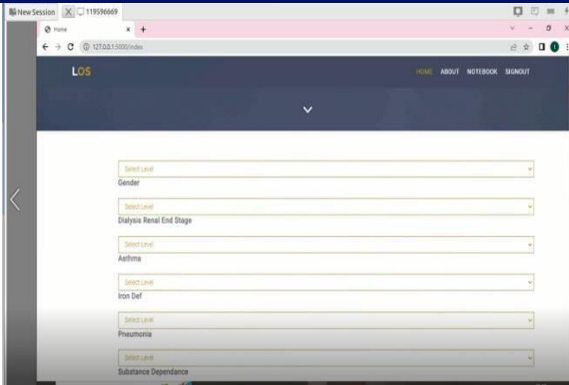 New Session
119596669
Home
127.0.0.1:5000/index
LOS
HOME ABOUT NOTEBOOK SIGNOUT
Select Level
Gender
Select Level
Dialysis Renal End Stage
Select Level
Asthma
Select Level
Iron Def
Select Level
Pneumonia
Select Level
Substance Dependance